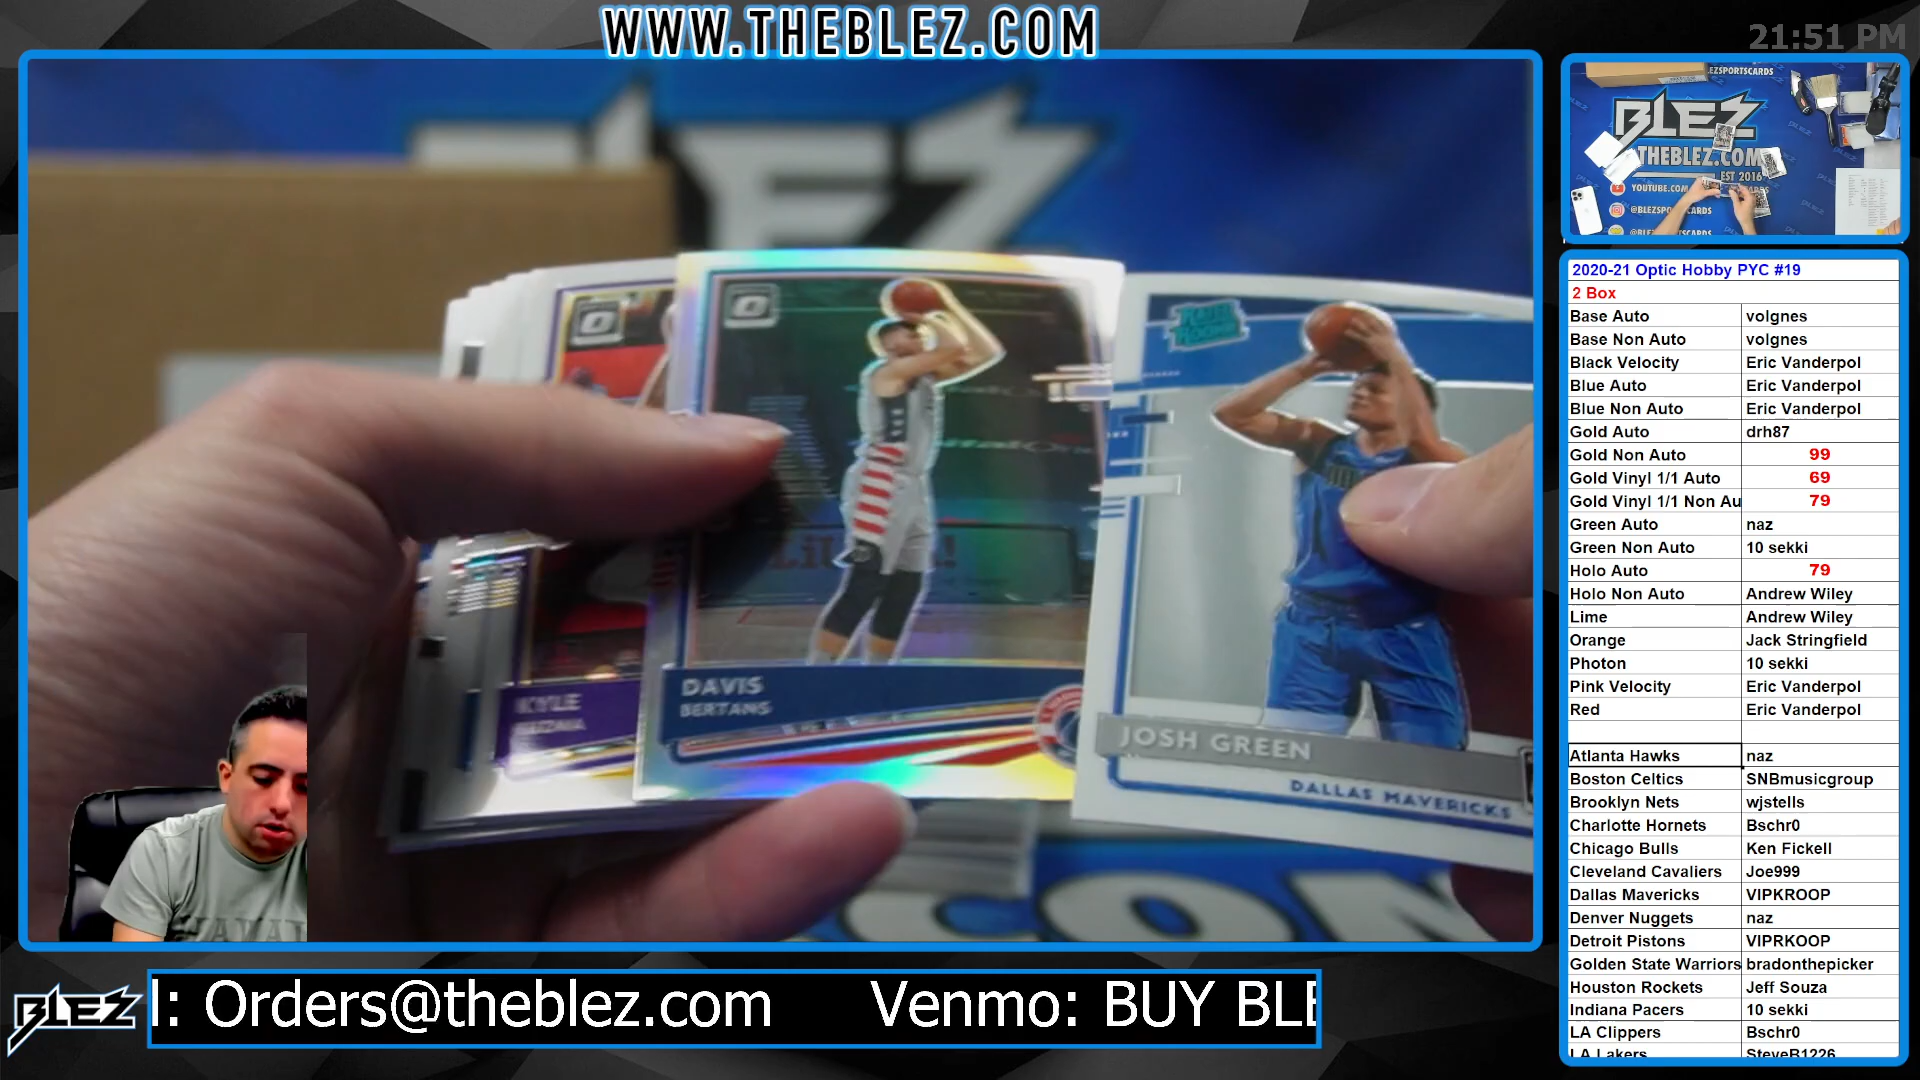 WWW.THEBLEZ.COM
21:51 PM
BLEZ
THEBLEZ.COM
EST 2016
YOUTUBE.COM
DAVIS
BERTANS
KYLE
JOSH GREEN
DALLAS MAVERICKS
2020-21 Optic Hobby PYC #19
2 Box
Base Auto volgnes
Base Non Auto volgnes
Black Velocity Eric Vanderpol
Blue Auto Eric Vanderpol
Blue Non Auto Eric Vanderpol
Gold Auto drh87
Gold Non Auto 99
Gold Vinyl 1/1 Auto 69
Gold Vinyl 1/1 Non Au 79
Green Auto naz
Green Non Auto 10 sekki
Holo Auto 79
Holo Non Auto Andrew Wiley
Lime Andrew Wiley
Orange Jack Stringfield
Photon 10 sekki
Pink Velocity Eric Vanderpol
Red Eric Vanderpol
Atlanta Hawks naz
Boston Celtics SNBmusicgroup
Brooklyn Nets wjstells
Charlotte Hornets Bschr0
Chicago Bulls Ken Fickell
Cleveland Cavaliers Joe999
Dallas Mavericks VIPKROOP
Denver Nuggets naz
Detroit Pistons VIPRKOOP
Golden State Warriors bradonthepicker
Houston Rockets Jeff Souza
Indiana Pacers 10 sekki
LA Clippers Bschr0
LA Lakers SteveB1226
BLEZ
l: Orders@theblez.com Venmo: BUY BLE